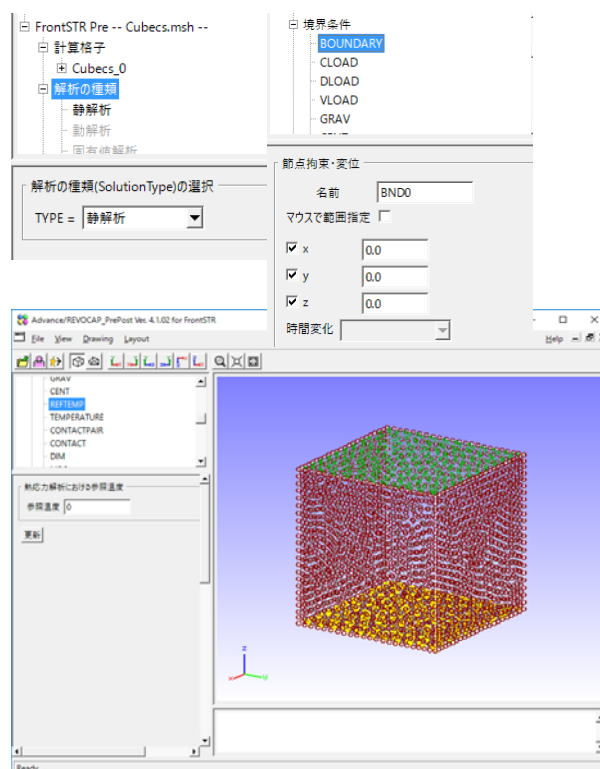 FrontSTR Pre -- Cubecs.msh --
計算格子
Cubecs_0
解析の種類
静解析
動解析
固有値解析
解析の種類(SolutionType)の選択
TYPE = 静解析
境界条件
BOUNDARY
CLOAD
DLOAD
VLOAD
GRAV
節点拘束・変位
名前 BND0
マウスで範囲指定
x 0.0
y 0.0
z 0.0
時間変化
Advance/REVOCAP_PrePost Ver. 4.1.02 for FrontSTR
File View Drawing Layout Help
GRAV
CENT
REFTEMP
TEMPERATURE
CONTACTPAIR
CONTACT
DIM
熱応力解析における参照温度
参照温度 0
更新
z
x y
Ready